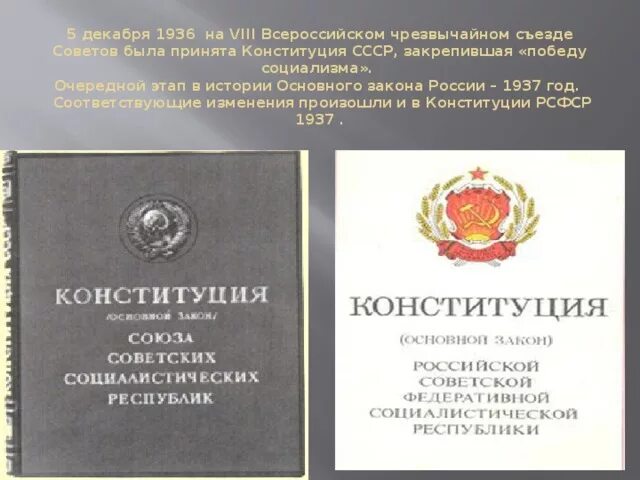 5 декабря 1936 на VIII Всероссийском чрезвычайном съезде
Советов была принята Конституция СССР, закрепившая «победу
социализма».
Очередной этап в истории Основного закона России – 1937 год.
Соответствующие изменения произошли и в Конституции РСФСР
1937 .
КОНСТИТУЦИЯ
/ОСНОВНОЙ ЗАКОН/
СОЮЗА
СОВЕТСКИХ
СОЦИАЛИСТИЧЕСКИХ
РЕСПУБЛИК
КОНСТИТУЦИЯ
(ОСНОВНОЙ ЗАКОН)
РОССИЙСКОЙ
СОВЕТСКОЙ
ФЕДЕРАТИВНОЙ
СОЦИАЛИСТИЧЕСКОЙ
РЕСПУБЛИКИ